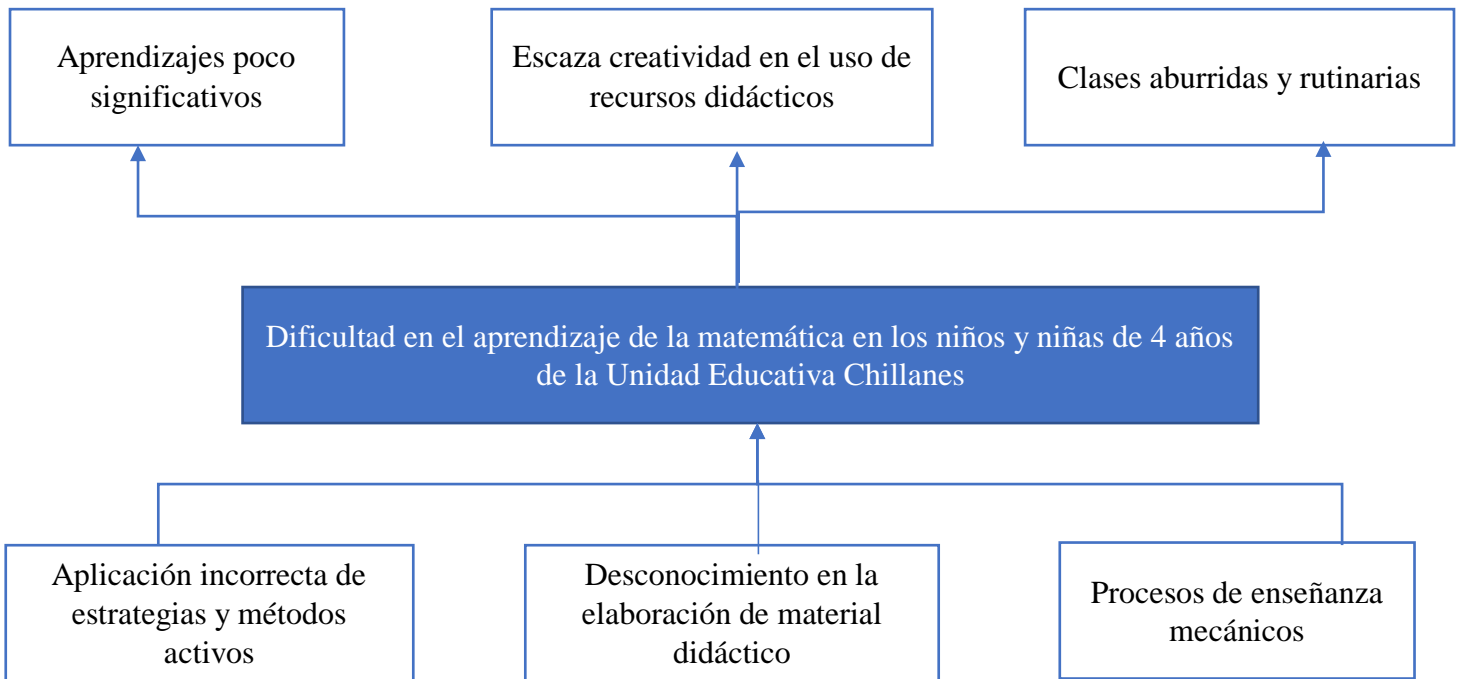 Aprendizajes poco
significativos
Escaza creatividad en el uso de
recursos didácticos
Clases aburridas y rutinarias
Dificultad en el aprendizaje de la matemática en los niños y niñas de 4 años
de la Unidad Educativa Chillanes
Aplicación incorrecta de
estrategias y métodos
activos
Desconocimiento en la
elaboración de material
didáctico
Procesos de enseñanza
mecánicos